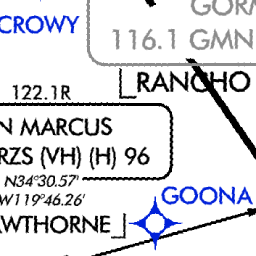 GORM
CROWY
116.1 GMN
RANCHO
122.1R
N MARCUS
RZS (VH) (H) 96
N34°30.57'
W119°46.26'
GOONA
AWTHORNE